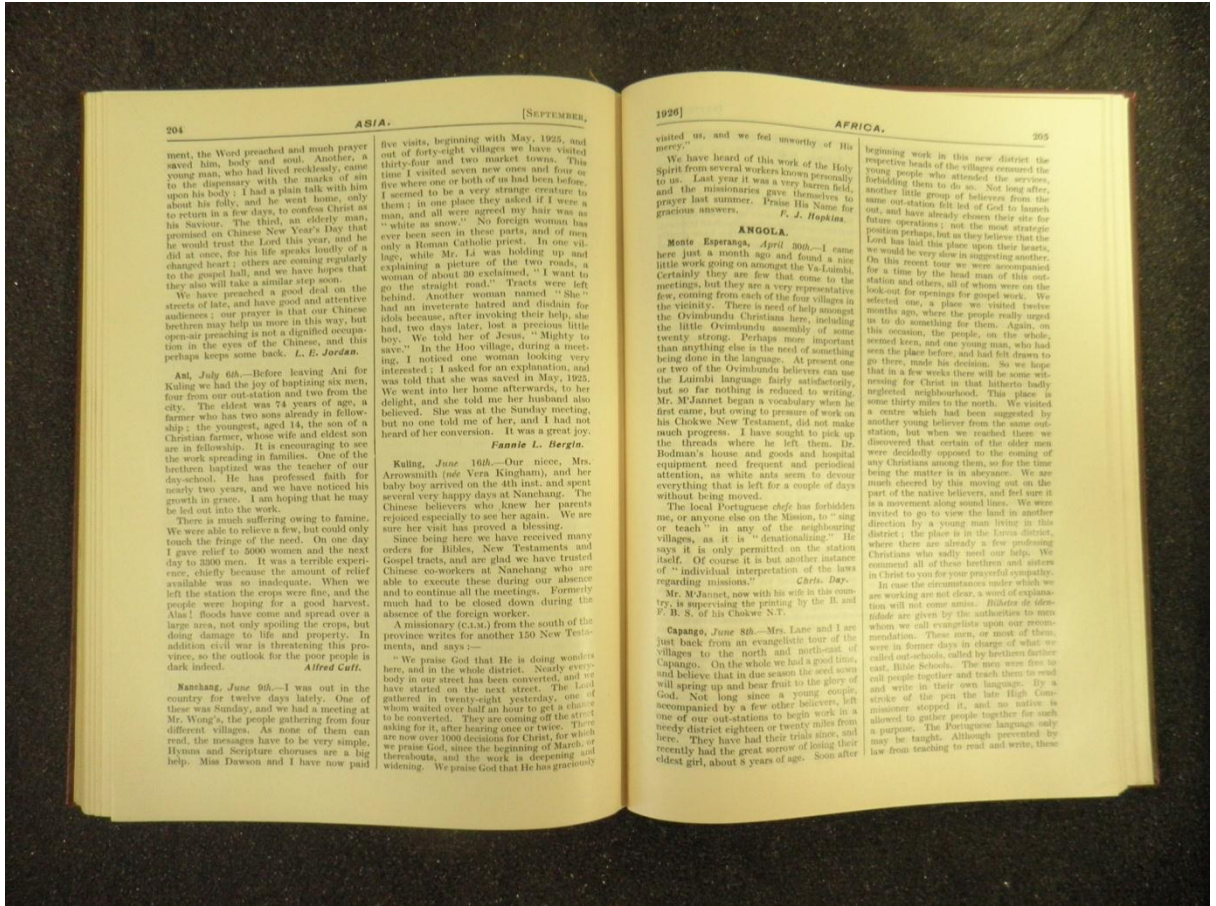 204
ASIA.
[SEPTEMBER,
ment, the Word preached and much prayer
saved him, body and soul. Another, a
young man, who had lived recklessly, came
to the dispensary with the marks of sin
upon his body ; I had a plain talk with him
about his folly, and he went home, only
to return in a few days, to confess Christ as
his Saviour. The third, an elderly man,
promised on Chinese New Year's Day that
he would trust the Lord this year, and he
did at once, for his life speaks loudly of a
changed heart ; others are coming regularly
to the gospel hall, and we have hopes that
they also will take a similar step soon.
We have preached a good deal on the
streets of late, and have good and attentive
audiences ; our prayer is that our Chinese
brethren may help us more in this way, but
open-air preaching is not a dignified occupa-
tion in the eyes of the Chinese, and this
perhaps keeps some back. L. E. Jordan.
Ani, July 6th.—Before leaving Ani for
Kuling we had the joy of baptizing six men,
four from our out-station and two from the
city. The eldest was 74 years of age, a
farmer who has two sons already in fellow-
ship ; the youngest, aged 14, the son of a
Christian farmer, whose wife and eldest son
are in fellowship. It is encouraging to see
the work spreading in families. One of the
brethren baptized was the teacher of our
day-school. He has professed faith for
nearly two years, and we have noticed his
growth in grace. I am hoping that he may
be led out into the work.
There is much suffering owing to famine.
We were able to relieve a few, but could only
touch the fringe of the need. On one day
I gave relief to 5000 women and the next
day to 3300 men. It was a terrible experi-
ence, chiefly because the amount of relief
available was so inadequate. When we
left the station the crops were fine, and the
people were hoping for a good harvest.
Alas ! floods have come and spread over a
large area, not only spoiling the crops, but
doing damage to life and property. In
addition civil war is threatening this pro-
vince, so the outlook for the poor people is
dark indeed. Alfred Cuff.
Nanchang, June 9th.—I was out in the
country for twelve days lately. One of
these was Sunday, and we had a meeting at
Mr. Wong's, the people gathering from four
different villages. As none of them can
read, the messages have to be very simple.
Hymns and Scripture choruses are a big
help. Miss Dawson and I have now paid
five visits, beginning with May, 1925, and
out of forty-eight villages we have visited
thirty-four and two market towns. This
time I visited seven new ones and four or
five where one or both of us had been before.
I seemed to be a very strange creature to
them ; in one place they asked if I were a
man, and all were agreed my hair was as
" white as snow." No foreign woman has
ever been seen in these parts, and of men
only a Roman Catholic priest. In one vil-
lage, while Mr. Li was holding up and
explaining a picture of the two roads, a
woman of about 30 exclaimed, " I want to
go the straight road." Tracts were left
behind. Another woman named " She "
had an inveterate hatred and disdain for
idols because, after invoking their help, she
had, two days later, lost a precious little
boy. We told her of Jesus, " Mighty to
save." In the Hoo village, during a meet-
ing, I noticed one woman looking very
interested ; I asked for an explanation, and
was told that she was saved in May, 1925.
We went into her home afterwards, to her
delight, and she told me her husband also
believed. She was at the Sunday meeting,
but no one told me of her, and I had not
heard of her conversion. It was a great joy.
Fannie L. Bergin.
Kuling, June 16th.—Our niece, Mrs.
Arrowsmith (née Vera Kingham), and her
baby boy arrived on the 4th inst. and spent
several very happy days at Nanchang. The
Chinese believers who knew her parents
rejoiced especially to see her again. We are
sure her visit has proved a blessing.
Since being here we have received many
orders for Bibles, New Testaments and
Gospel tracts, and are glad we have trusted
Chinese co-workers at Nanchang who are
able to execute these during our absence
and to continue all the meetings. Formerly
much had to be closed down during the
absence of the foreign worker.
A missionary (C.I.M.) from the south of the
province writes for another 150 New Testa-
ments, and says :—
" We praise God that He is doing wonders
here, and in the whole district. Nearly every-
body in our street has been converted, and we
have started on the next street. The Lord
gathered in twenty-eight yesterday, one of
whom waited over half an hour to get a chance
to be converted. They are coming off the street
asking for it, after hearing once or twice. There
are now over 1000 decisions for Christ, for which
we praise God, since the beginning of March, or
thereabouts, and the work is deepening and
widening. We praise God that He has graciously
1926]
AFRICA.
205
visited us, and we feel unworthy of His
mercy."
We have heard of this work of the Holy
Spirit from several workers known personally
to us. Last year it was a very barren field,
and the missionaries gave themselves to
prayer last summer. Praise His Name for
gracious answers. F. J. Hopkins.
ANGOLA.
Monte Esperança, April 30th.—I came
here just a month ago and found a nice
little work going on amongst the Va-Luimbi.
Certainly they are few that come to the
meetings, but they are a very representative
few, coming from each of the four villages in
the vicinity. There is need of help amongst
the Ovimbundu Christians here, including
the little Ovimbundu assembly of some
twenty strong. Perhaps more important
than anything else is the need of something
being done in the language. At present one
or two of the Ovimbundu believers can use
the Luimbi language fairly satisfactorily,
but so far nothing is reduced to writing.
Mr. M'Jannet began a vocabulary when he
first came, but owing to pressure of work on
his Chokwe New Testament, did not make
much progress. I have sought to pick up
the threads where he left them. Dr.
Bodman's house and goods and hospital
equipment need frequent and periodical
attention, as white ants seem to devour
everything that is left for a couple of days
without being moved.
The local Portuguese chefe has forbidden
me, or anyone else on the Mission, to " sing
or teach " in any of the neighbouring
villages, as it is " denationalizing." He
says it is only permitted on the station
itself. Of course it is but another instance
of " individual interpretation of the laws
regarding missions." Chris. Day.
Mr. M'Jannet, now with his wife in this coun-
try, is supervising the printing by the B. and
F. B. S. of his Chokwe N.T.
Capango, June 8th.—Mrs. Lane and I are
just back from an evangelistic tour of the
villages to the north and north-east of
Capango. On the whole we had a good time,
and believe that in due season the seed sown
will spring up and bear fruit to the glory of
God. Not long since a young couple,
accompanied by a few other believers, left
one of our out-stations to begin work in a
needy district eighteen or twenty miles from
here. They have had their trials since, and
recently had the great sorrow of losing their
eldest girl, about 8 years of age. Soon after
beginning work in this new district the
respective heads of the villages censured the
young people who attended the services,
forbidding them to do so. Not long after,
another little group of believers from the
same out-station felt led of God to launch
out, and have already chosen their site for
future operations ; not the most strategic
position perhaps, but as they believe that the
Lord has laid this place upon their hearts,
we would be very slow in suggesting another.
On this recent tour we were accompanied
for a time by the head man of this out-
station and others, all of whom were on the
look-out for openings for gospel work. We
selected one, a place we visited twelve
months ago, where the people really urged
us to do something for them. Again, on
this occasion, the people, on the whole,
seemed keen, and one young man, who had
seen the place before, and had felt drawn to
go there, made his decision. So we hope
that in a few weeks there will be some wit-
nessing for Christ in that hitherto badly
neglected neighbourhood. This place is
some thirty miles to the north. We visited
a centre which had been suggested by
another young believer from the same out-
station, but when we reached there we
discovered that certain of the older men
were decidedly opposed to the coming of
any Christians among them, so for the time
being the matter is in abeyance. We are
much cheered by this moving out on the
part of the native believers, and feel sure it
is a movement along sound lines. We were
invited to go to view the land in another
direction by a young man living in this
district ; the place is in the district,
where there are already a few professing
Christians who sadly need our help. We
commend all of these brethren and sisters
in Christ to you for your prayerful sympathy.
In case the circumstances under which we
are working are not clear, a word of explana-
tion will not come amiss. Bilhetes de iden-
tidade are given by the authorities to men
whom we call evangelists upon our recom-
mendation. These men, or most of them,
were in former days in charge of what we
called out-schools, called by brethren farther
east, Bible Schools. The men were free to
call people together and teach them to read
and write in their own language. By a
stroke of the pen the late High Com-
missioner stopped it, and no native is
allowed to gather people together for such
a purpose. The Portuguese language only
may be taught. Although prevented by
law from teaching to read and write, these